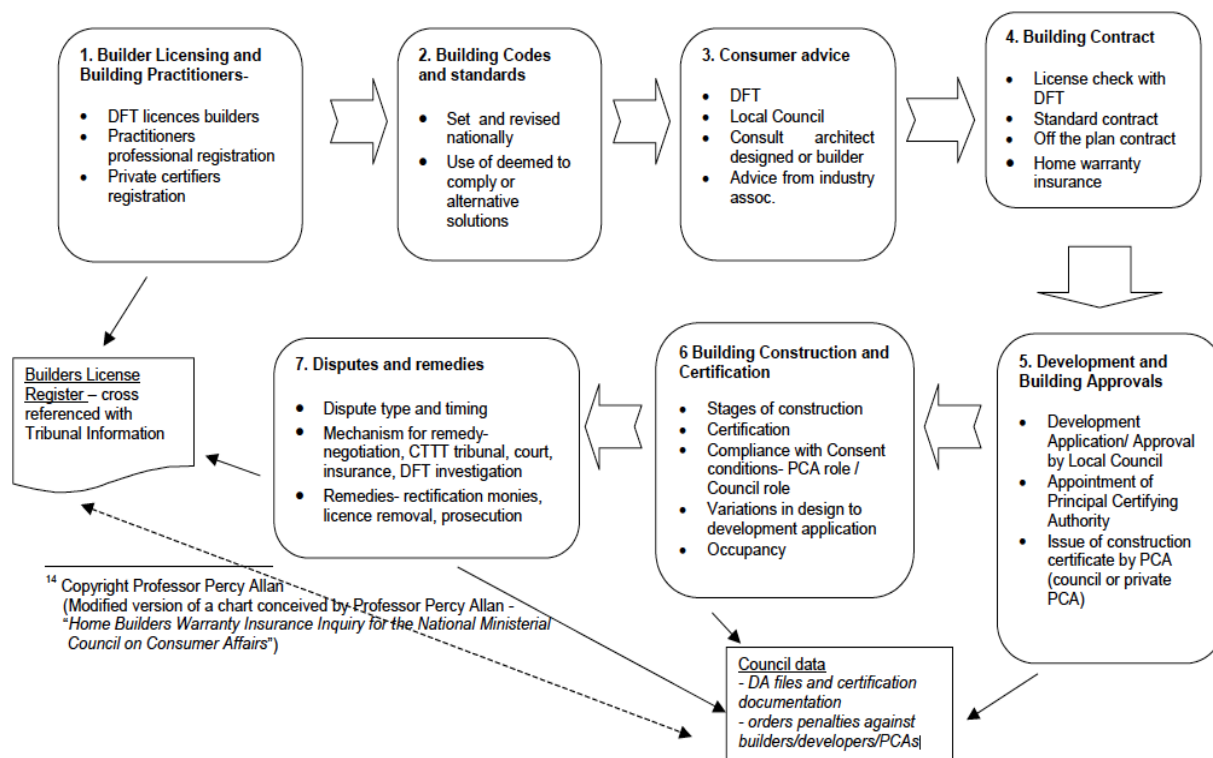 1. Builder Licensing and
Building Practitioners-
• DFT licences builders
• Practitioners
professional registration
• Private certifiers
registration
2. Building Codes
and standards
• Set and revised
nationally
• Use of deemed to
comply or
alternative
solutions
3. Consumer advice
• DFT
• Local Council
• Consult architect
designed or builder
• Advice from industry
assoc.
4. Building Contract
• License check with
DFT
• Standard contract
• Off the plan contract
• Home warranty
insurance
5. Development and
Building Approvals
• Development
Application/ Approval
by Local Council
• Appointment of
Principal Certifying
Authority
• Issue of construction
certificate by PCA
(council or private
PCA)
6 Building Construction and
Certification
• Stages of construction
• Certification
• Compliance with Consent
conditions- PCA role /
Council role
• Variations in design to
development application
• Occupancy
7. Disputes and remedies
• Dispute type and timing
• Mechanism for remedy-
negotiation, CTTT tribunal, court,
insurance, DFT investigation
• Remedies- rectification monies,
licence removal, prosecution
Builders License
Register – cross
referenced with
Tribunal Information
14 Copyright Professor Percy Allan
(Modified version of a chart conceived by Professor Percy Allan -
“Home Builders Warranty Insurance Inquiry for the National Ministerial
Council on Consumer Affairs”)
Council data
- DA files and certification
documentation
- orders penalties against
builders/developers/PCAs